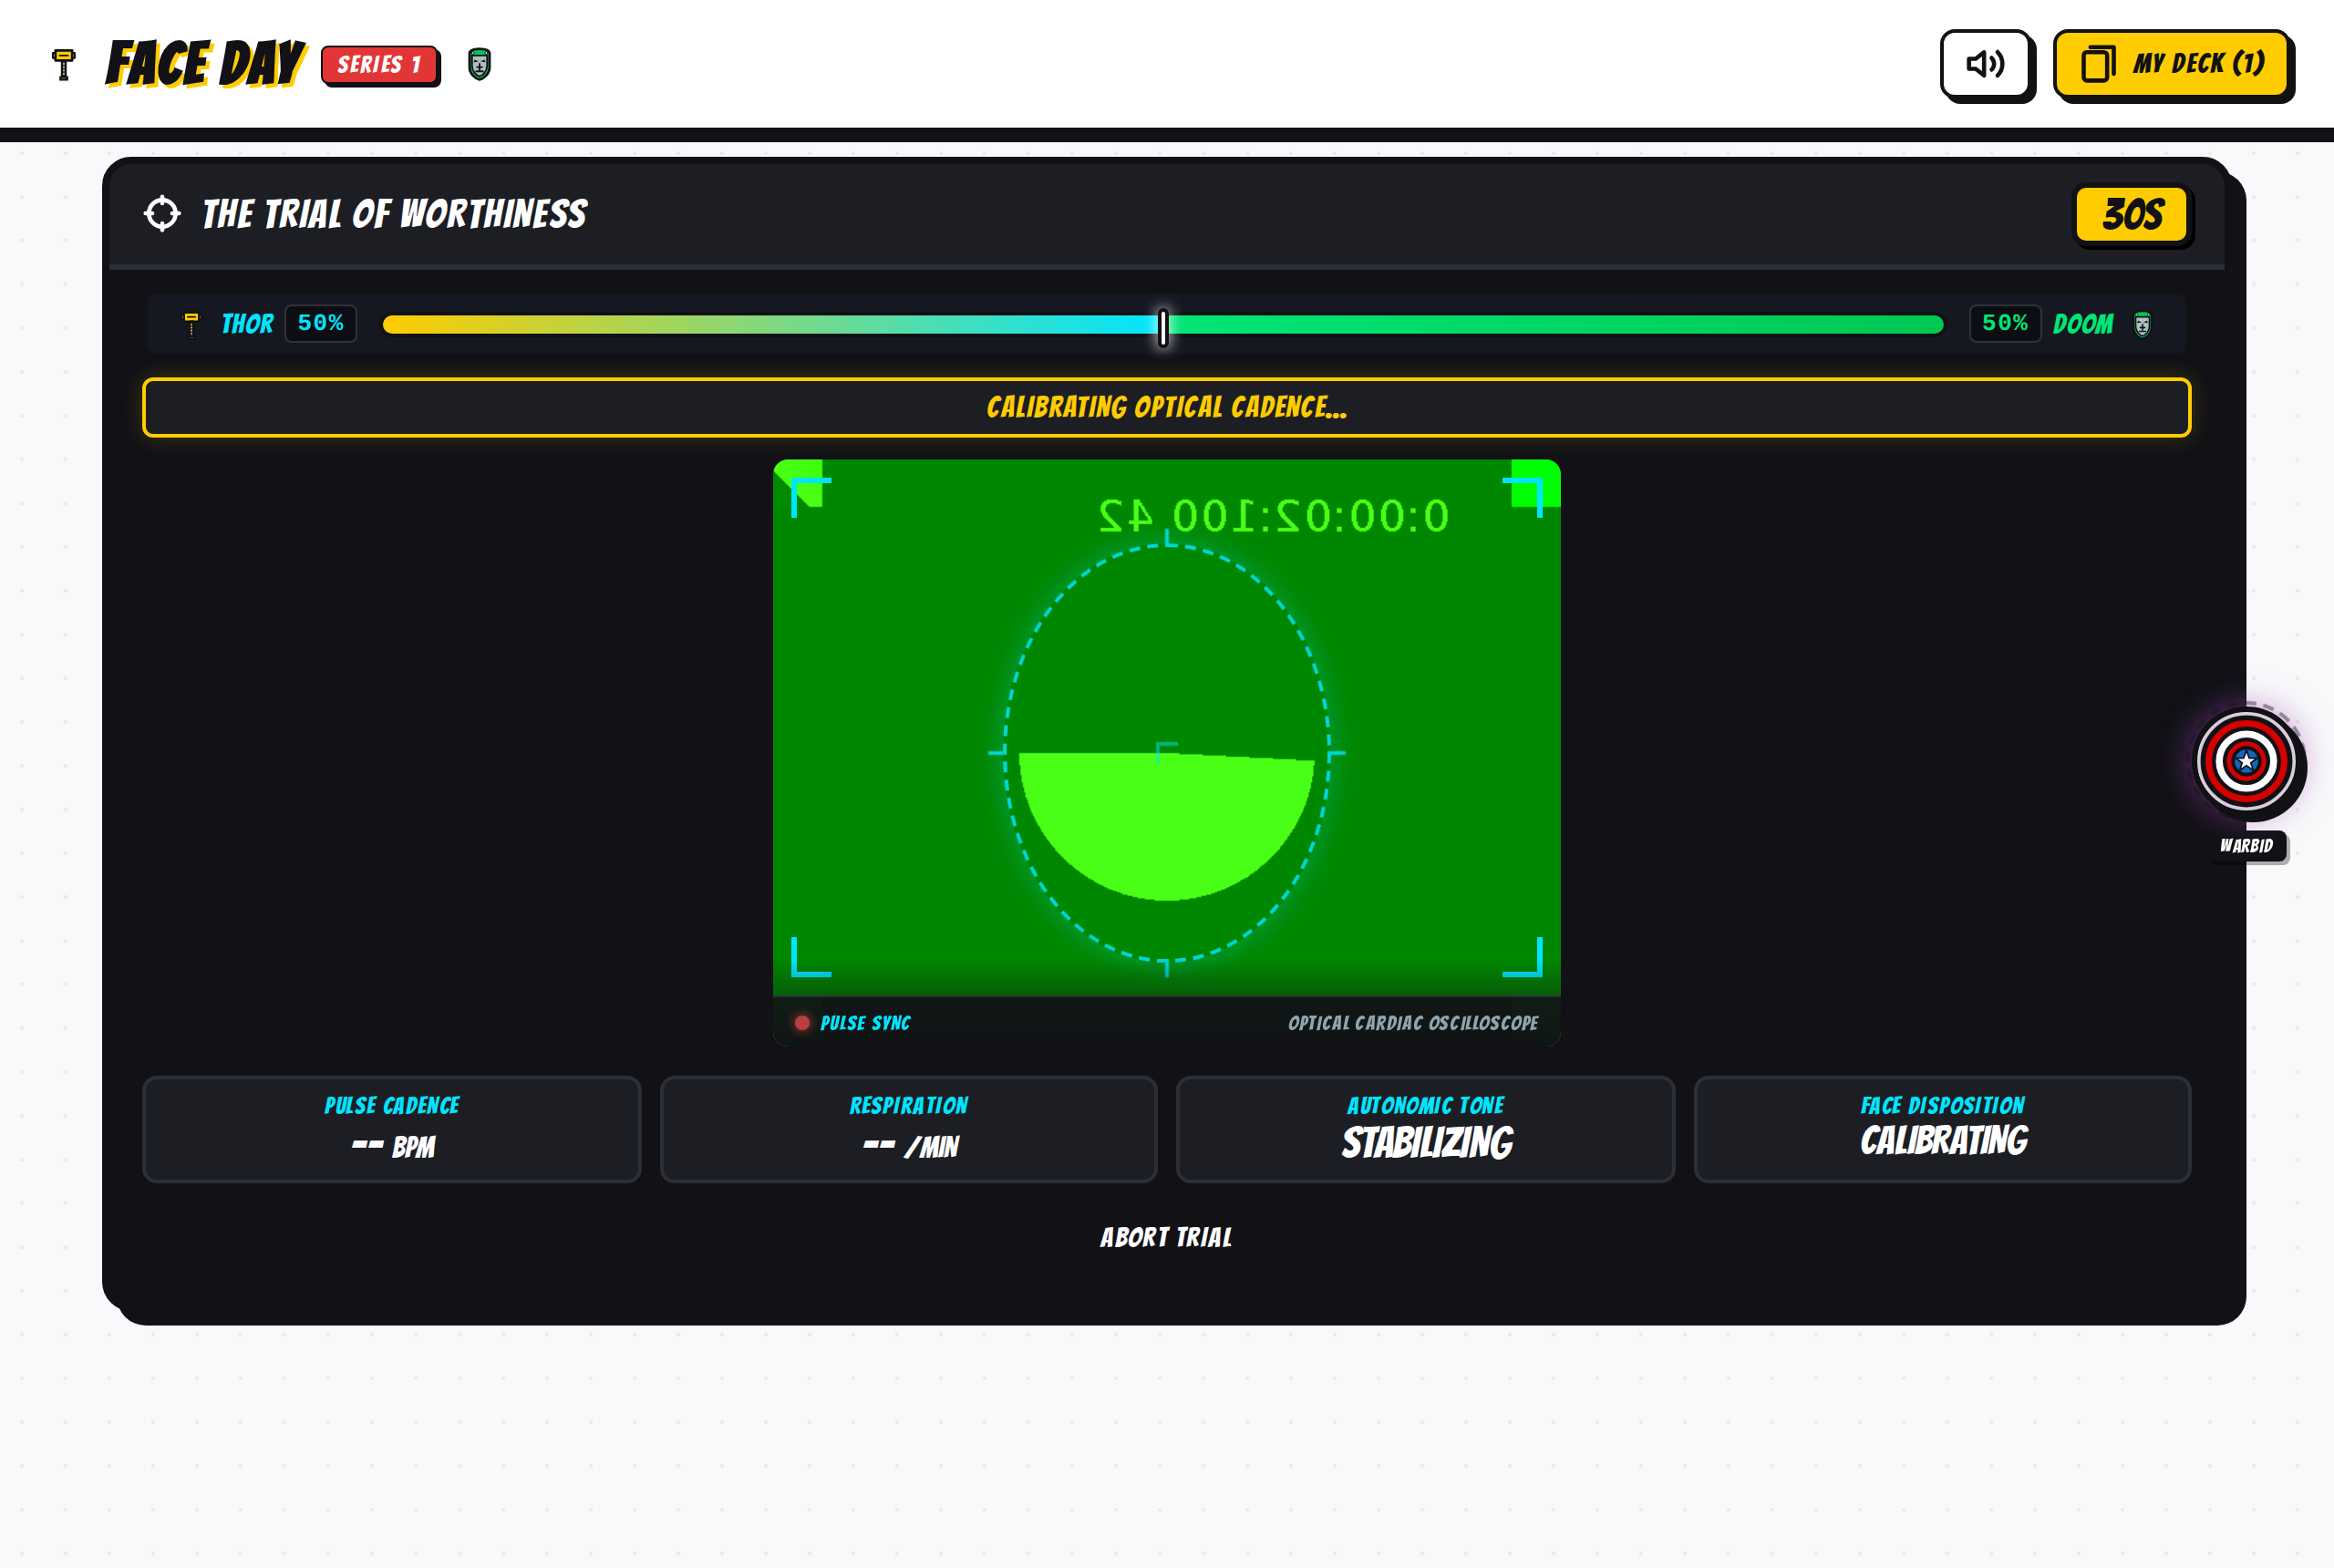 FACE DAY SERIES 1
MY DECK (1)
THE TRIAL OF WORTHINESS
30S
THOR 50%
50% DOOM
CALIBRATING OPTICAL CADENCE...
0:00:02:100 42
PULSE SYNC
OPTICAL CARDIAC OSCILLOSCOPE
WARBID
PULSE CADENCE
-- BPM
RESPIRATION
-- /MIN
AUTONOMIC TONE
STABILIZING
FACE DISPOSITION
CALIBRATING
ABORT TRIAL